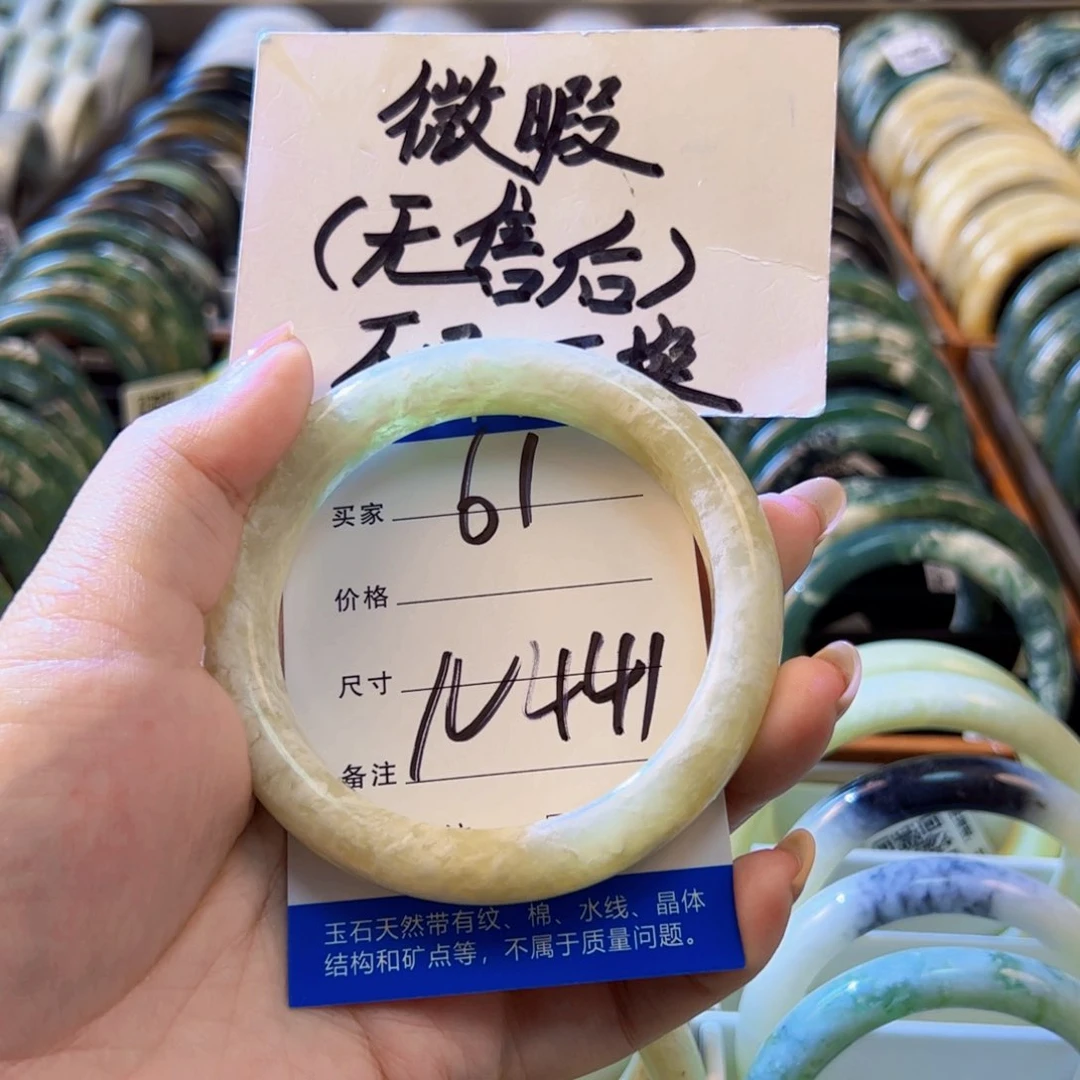 微暇
(无售后)
买家 61
价格
尺寸 N441
备注
玉石天然带有纹、棉、水线、晶体
结构和矿点等，不属于质量问题。